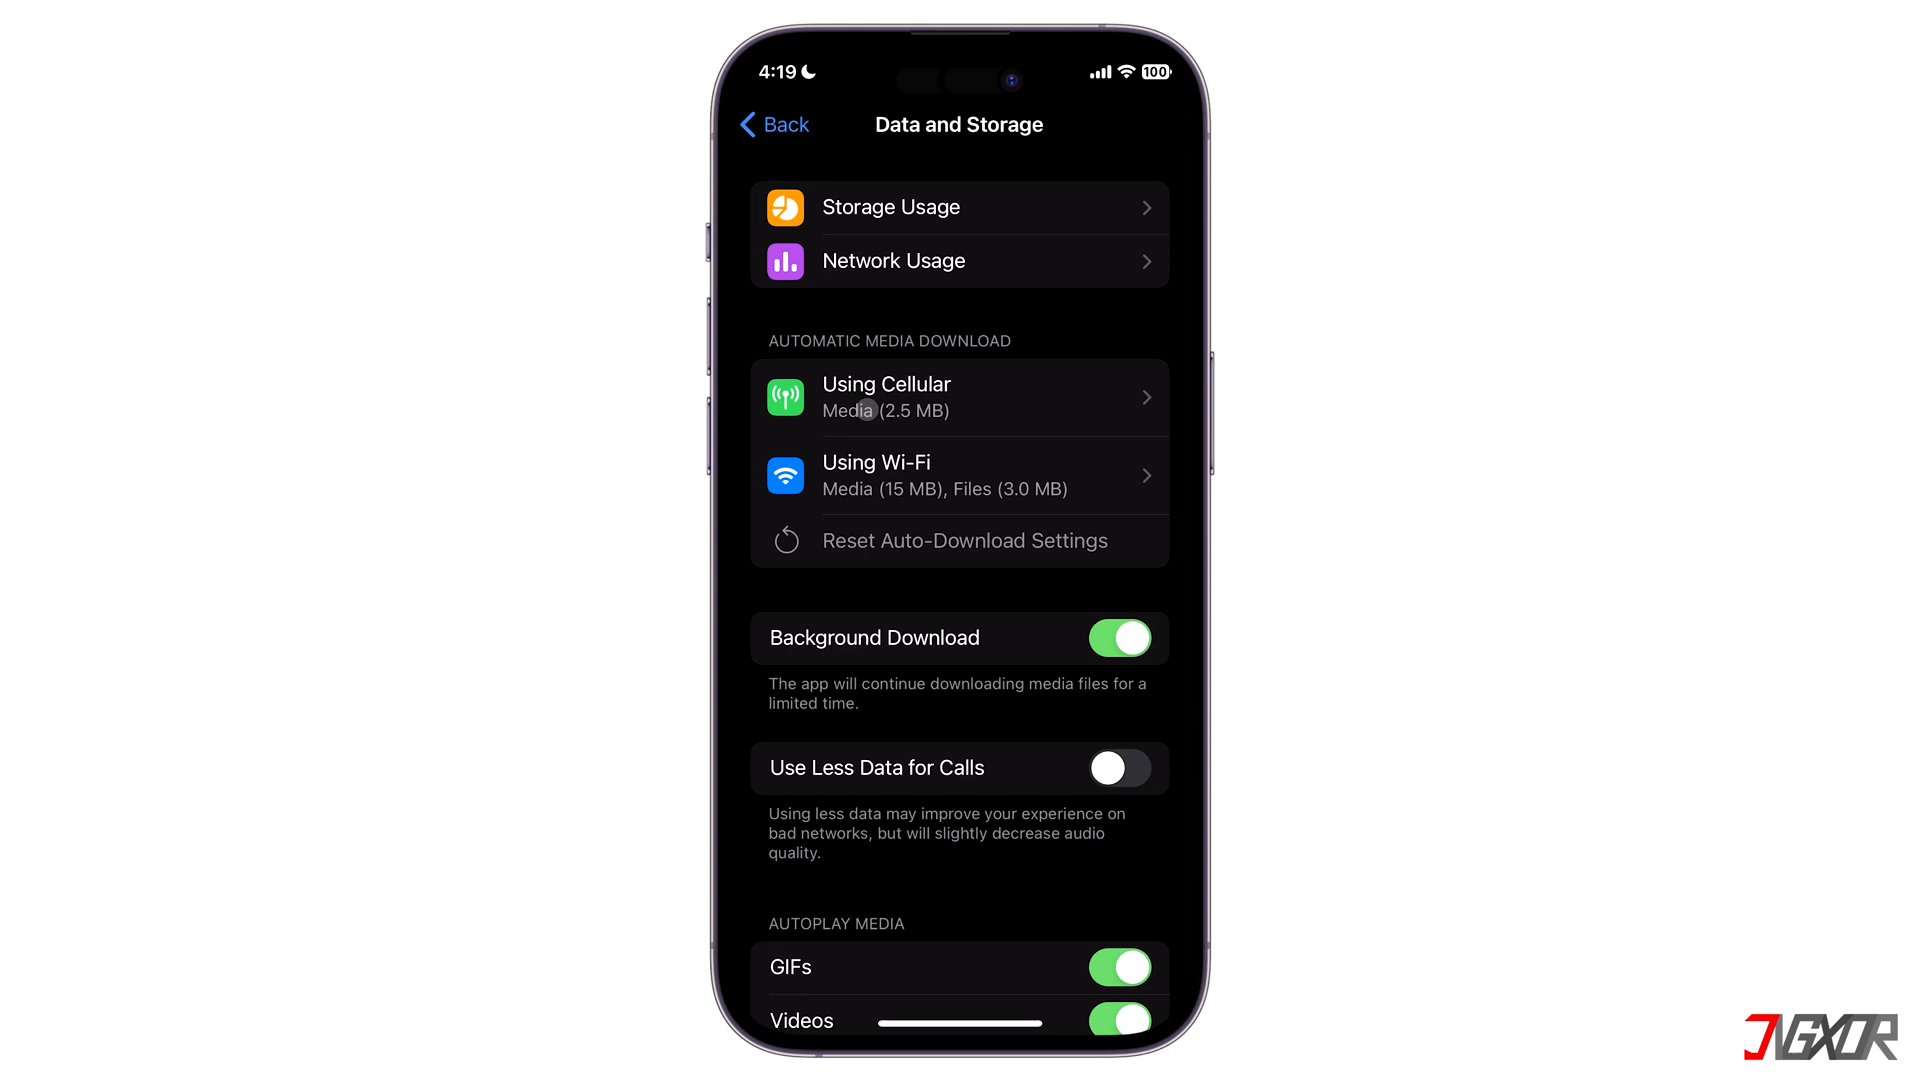 4:19
100
Back
Data and Storage
Storage Usage
Network Usage
AUTOMATIC MEDIA DOWNLOAD
Using Cellular
Media (2.5 MB)
Using Wi-Fi
Media (15 MB), Files (3.0 MB)
Reset Auto-Download Settings
Background Download
The app will continue downloading media files for a
limited time.
Use Less Data for Calls
Using less data may improve your experience on
bad networks, but will slightly decrease audio
quality.
AUTOPLAY MEDIA
GIFs
Videos
JVGXOR